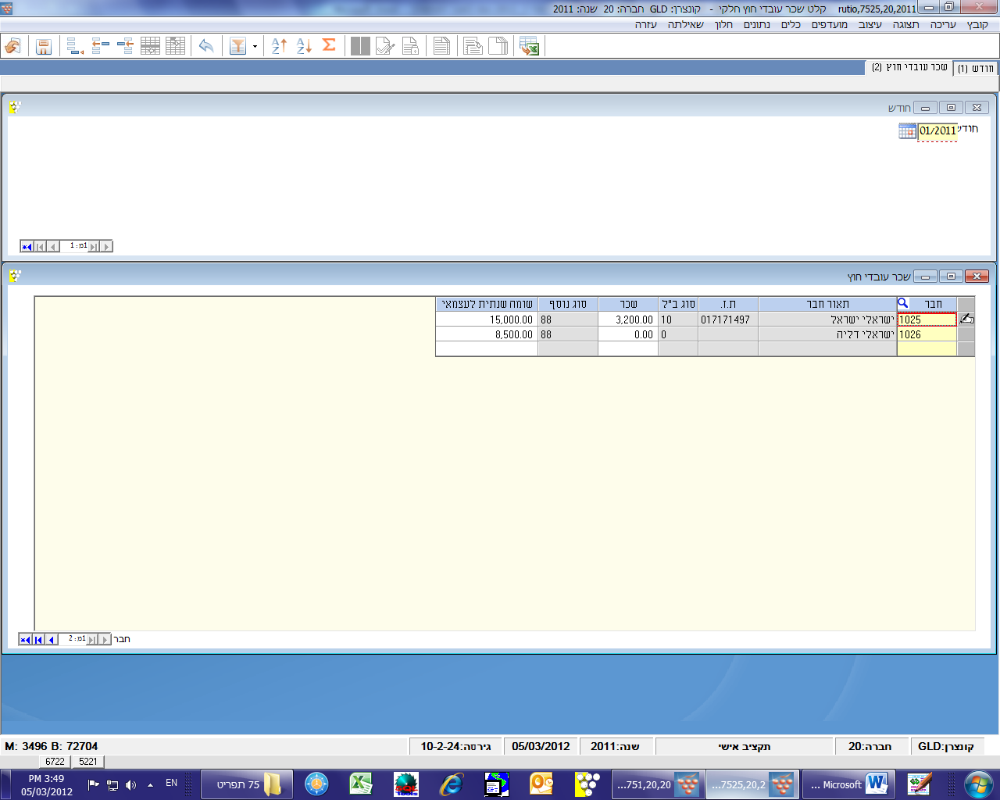 rutio,7525,20,2011 קלט שכר עובדי חוץ חלקי - קונצרן: GLD חברה: 20 שנה: 2011
קובץ עריכה תצוגה עיצוב מועדפים כלים נתונים חלון שאילתה עזרה
חודש (1) שכר עובדי חוץ (2)
חודש
חודש 01/2011
1מ: 1
שכר עובדי חוץ
חבר תאור חבר ת.ז. סוג ב"ל שכר סוג נוסף שומה שנתית לעצמאי
1025 ישראלי ישראל 017171497 10 3,200.00 88 15,000.00
1026 ישראלי דליה 0 0.00 88 8,500.00
חבר 1מ: 2
קונצרן:GLD חברה:20 תקציב אישי שנה:2011 05/03/2012 גירסה:10-2-24 M: 3496 B: 72704
6722 5221
Microsoft ... ...7525,20,2 ...751,20,20 75 תפריט EN PM 3:49
05/03/2012